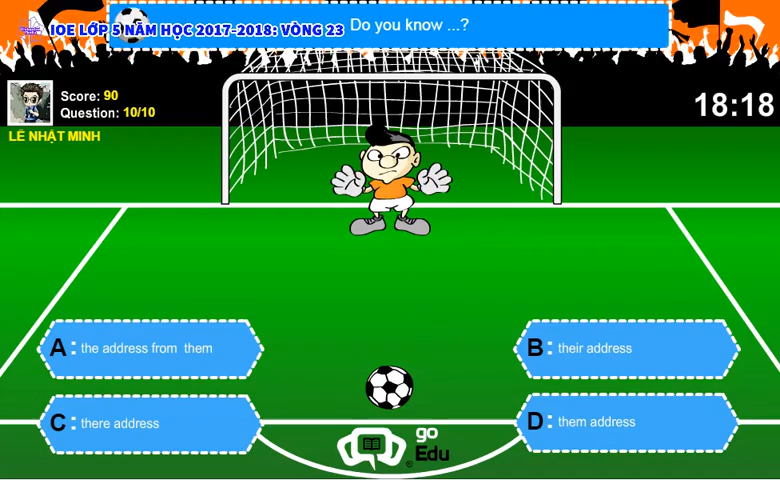 Do you know ...?
IOE LỚP 5 NĂM HỌC 2017-2018: VÒNG 23
Score: 90
Question: 10/10
18:18
LÊ NHẬT MINH
A : the address from them
B : their address
C : there address
D : them address
go
Edu
®